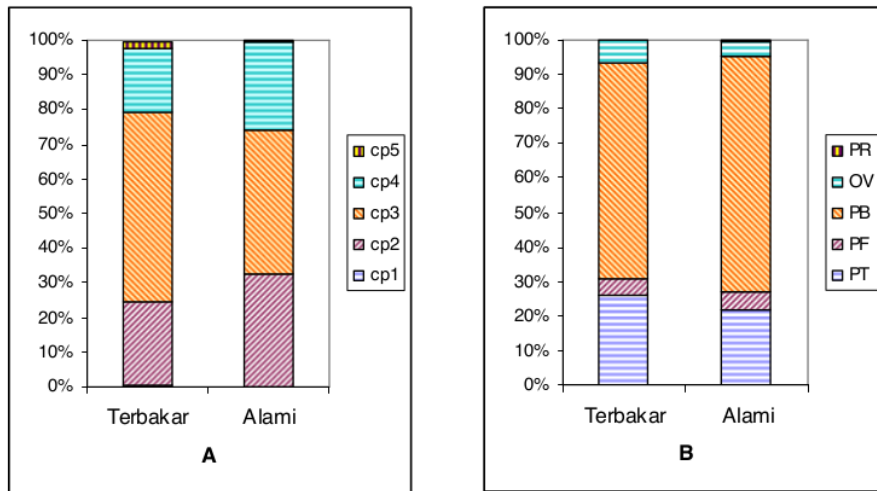 100%
90%
80%
70%
60%
50%
40%
30%
20%
10%
0%
Terbakar Alami
cp5
cp4
cp3
cp2
cp1
A
100%
90%
80%
70%
60%
50%
40%
30%
20%
10%
0%
Terbakar Alami
PR
OV
PB
PF
PT
B